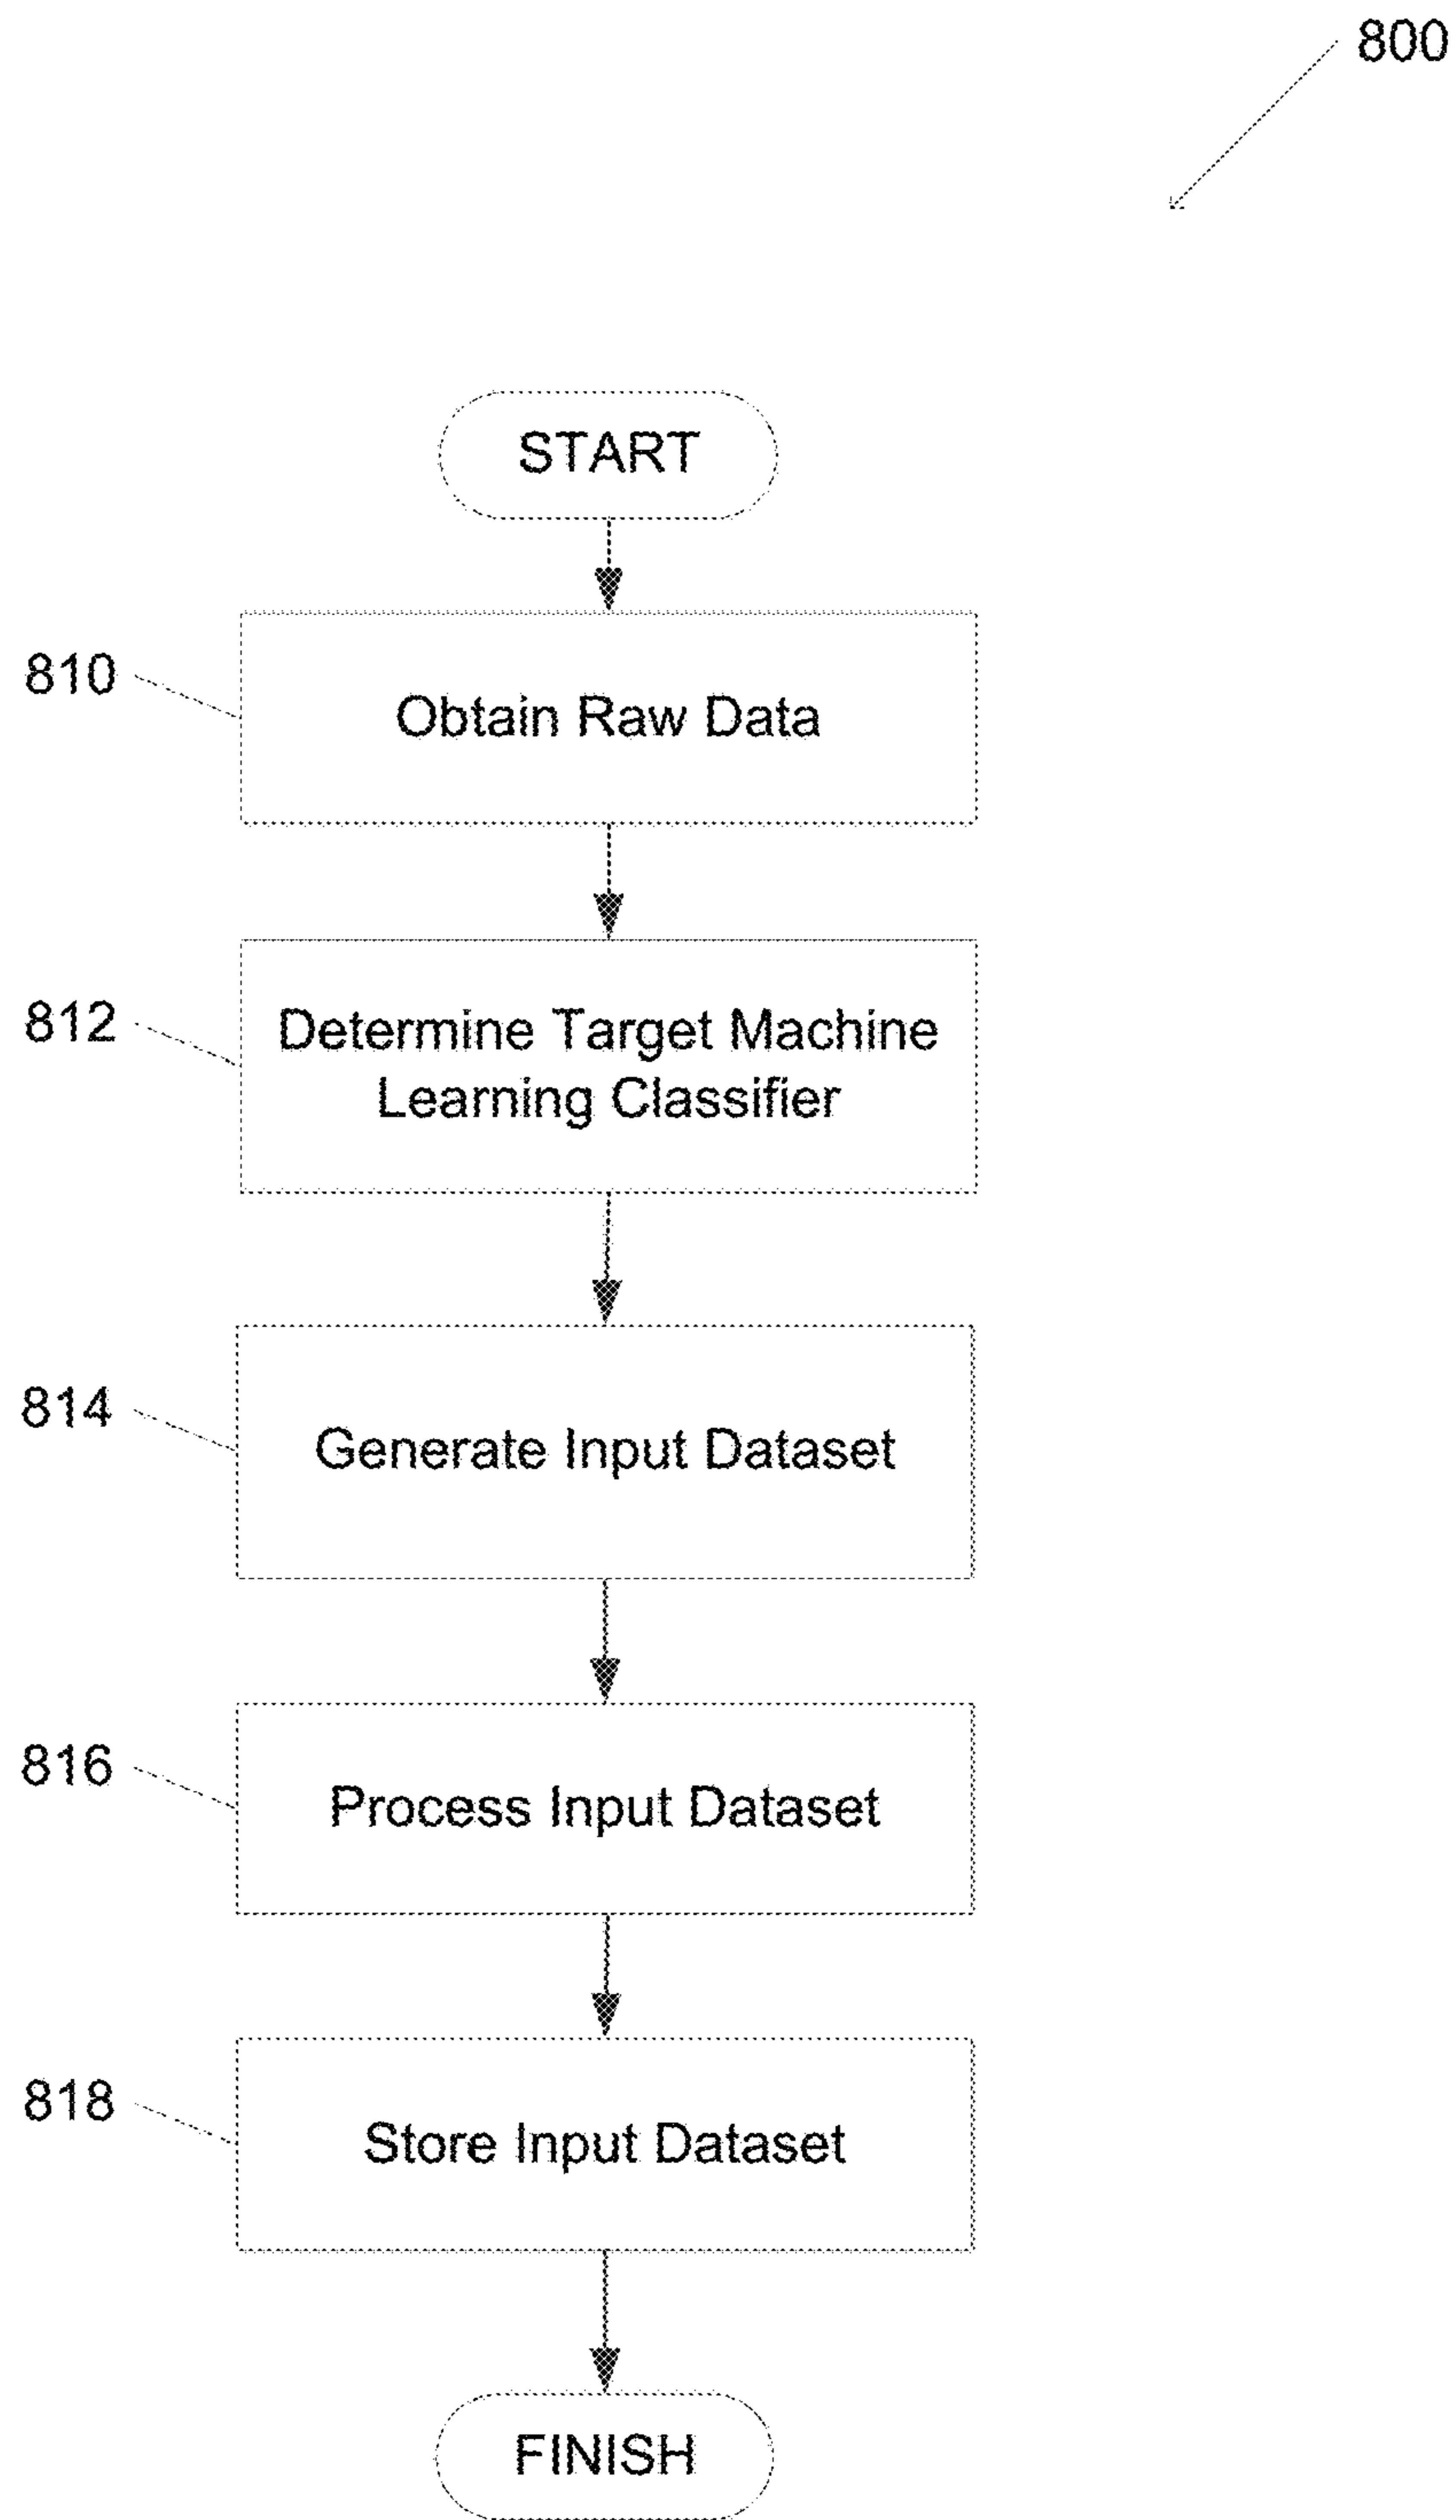 800
START
810
Obtain Raw Data
812
Determine Target Machine
Learning Classifier
814
Generate Input Dataset
816
Process Input Dataset
818
Store Input Dataset
FINISH